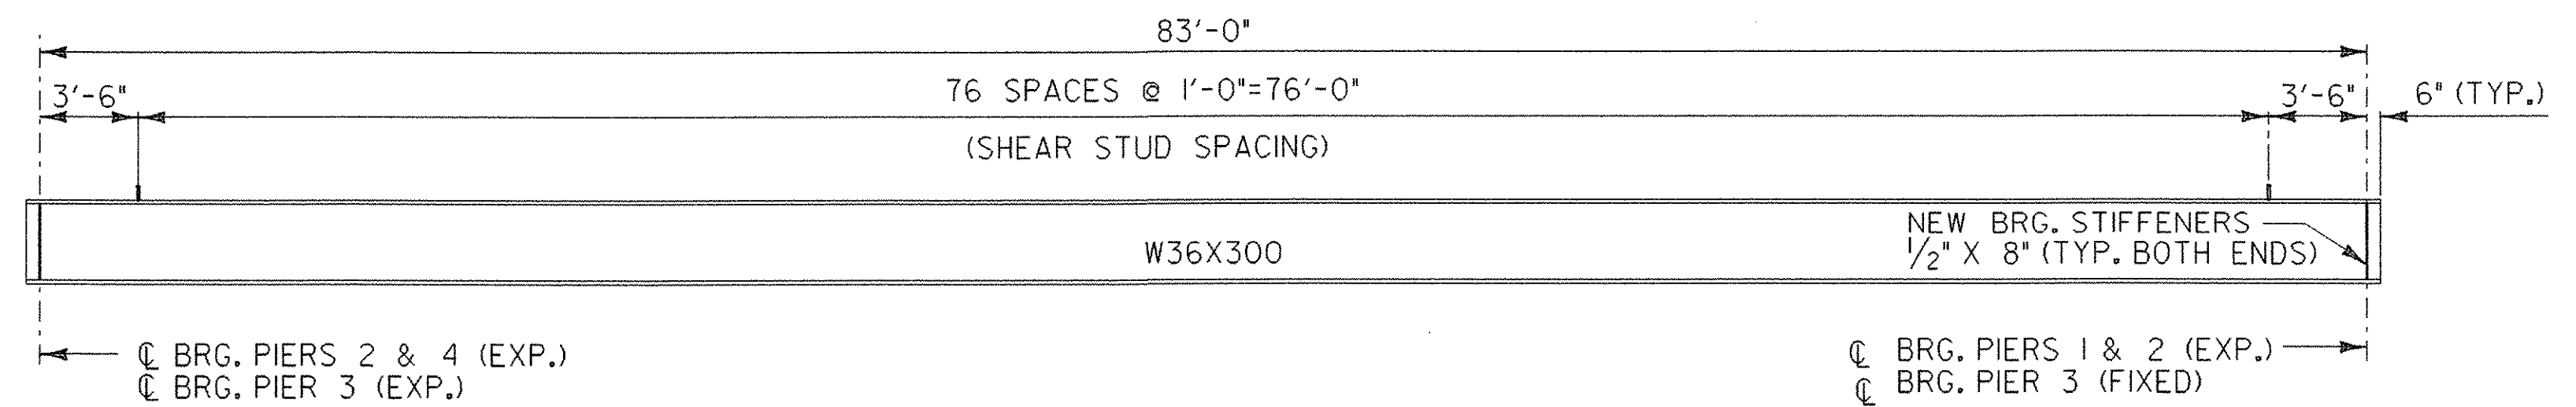 83'-0"
76 SPACES @ 1'-0"=76'-0"
3'-6"
3'-6"
6" (TYP.)
(SHEAR STUD SPACING)
NEW BRG. STIFFENERS
1/2" X 8" (TYP. BOTH ENDS)
W36X300
℄ BRG. PIERS 2 & 4 (EXP.)
℄ BRG. PIER 3 (EXP.)
℄ BRG. PIERS 1 & 2 (EXP.)
℄ BRG. PIER 3 (FIXED)